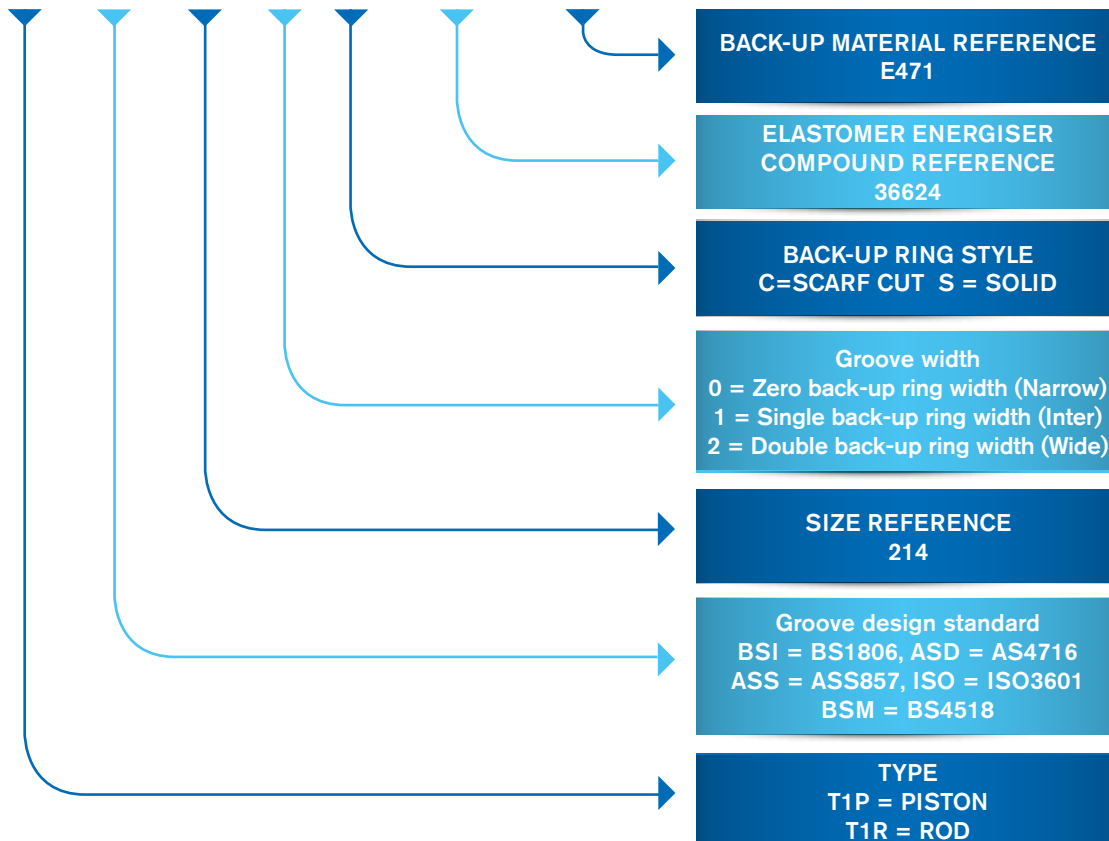 BACK-UP MATERIAL REFERENCE
E471
ELASTOMER ENERGISER
COMPOUND REFERENCE
36624
BACK-UP RING STYLE
C=SCARF CUT S = SOLID
Groove width
0 = Zero back-up ring width (Narrow)
1 = Single back-up ring width (Inter)
2 = Double back-up ring width (Wide)
SIZE REFERENCE
214
Groove design standard
BSI = BS1806, ASD = AS4716
ASS = ASS857, ISO = ISO3601
BSM = BS4518
TYPE
T1P = PISTON
T1R = ROD